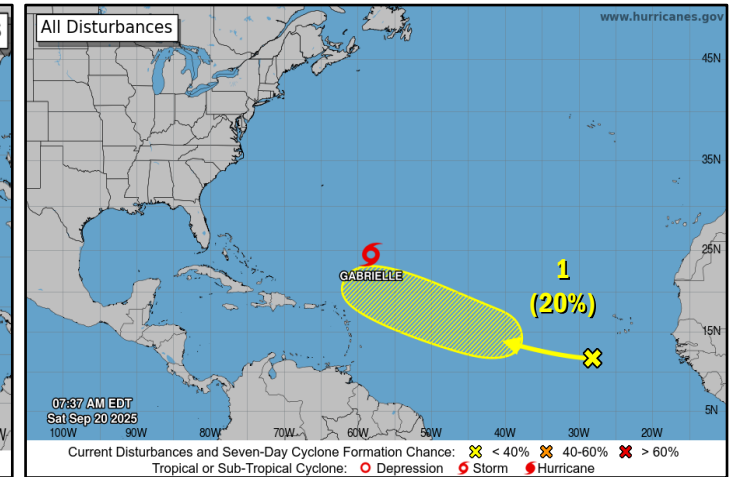 All Disturbances
www.hurricanes.gov
45N
35N
25N
GABRIELLE
1
(20%)
15N
07:37 AM EDT
Sat Sep 20 2025
5N
100W 90W 80W 70W 60W 50W 40W 30W 20W
Current Disturbances and Seven-Day Cyclone Formation Chance: < 40% 40-60% > 60%
Tropical or Sub-Tropical Cyclone: Depression Storm Hurricane